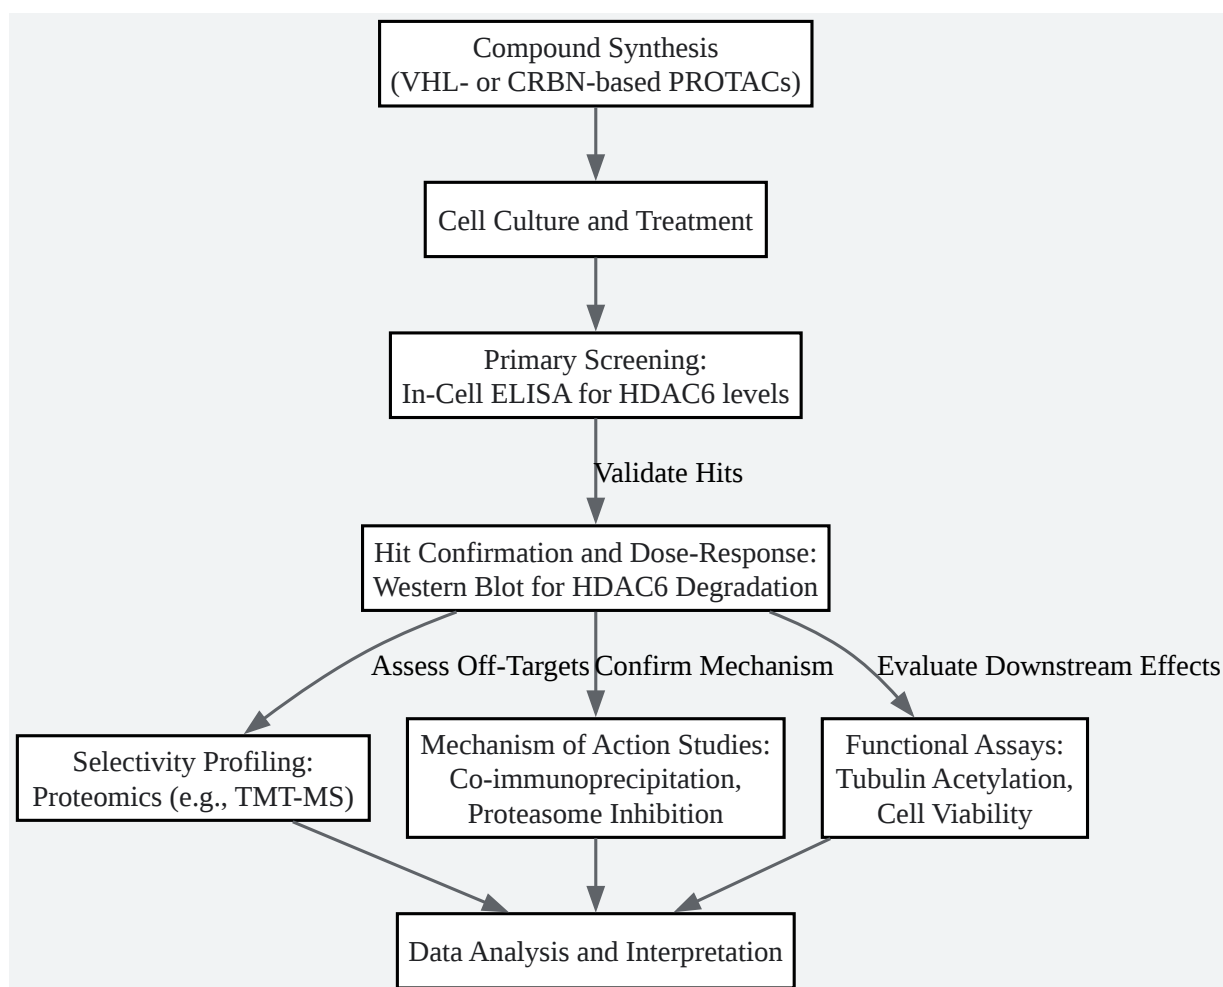 Compound Synthesis
(VHL- or CRBN-based PROTACs)
Cell Culture and Treatment
Primary Screening:
In-Cell ELISA for HDAC6 levels
Validate Hits
Hit Confirmation and Dose-Response:
Western Blot for HDAC6 Degradation
Assess Off-Targets
Confirm Mechanism
Evaluate Downstream Effects
Selectivity Profiling:
Proteomics (e.g., TMT-MS)
Mechanism of Action Studies:
Co-immunoprecipitation,
Proteasome Inhibition
Functional Assays:
Tubulin Acetylation,
Cell Viability
Data Analysis and Interpretation